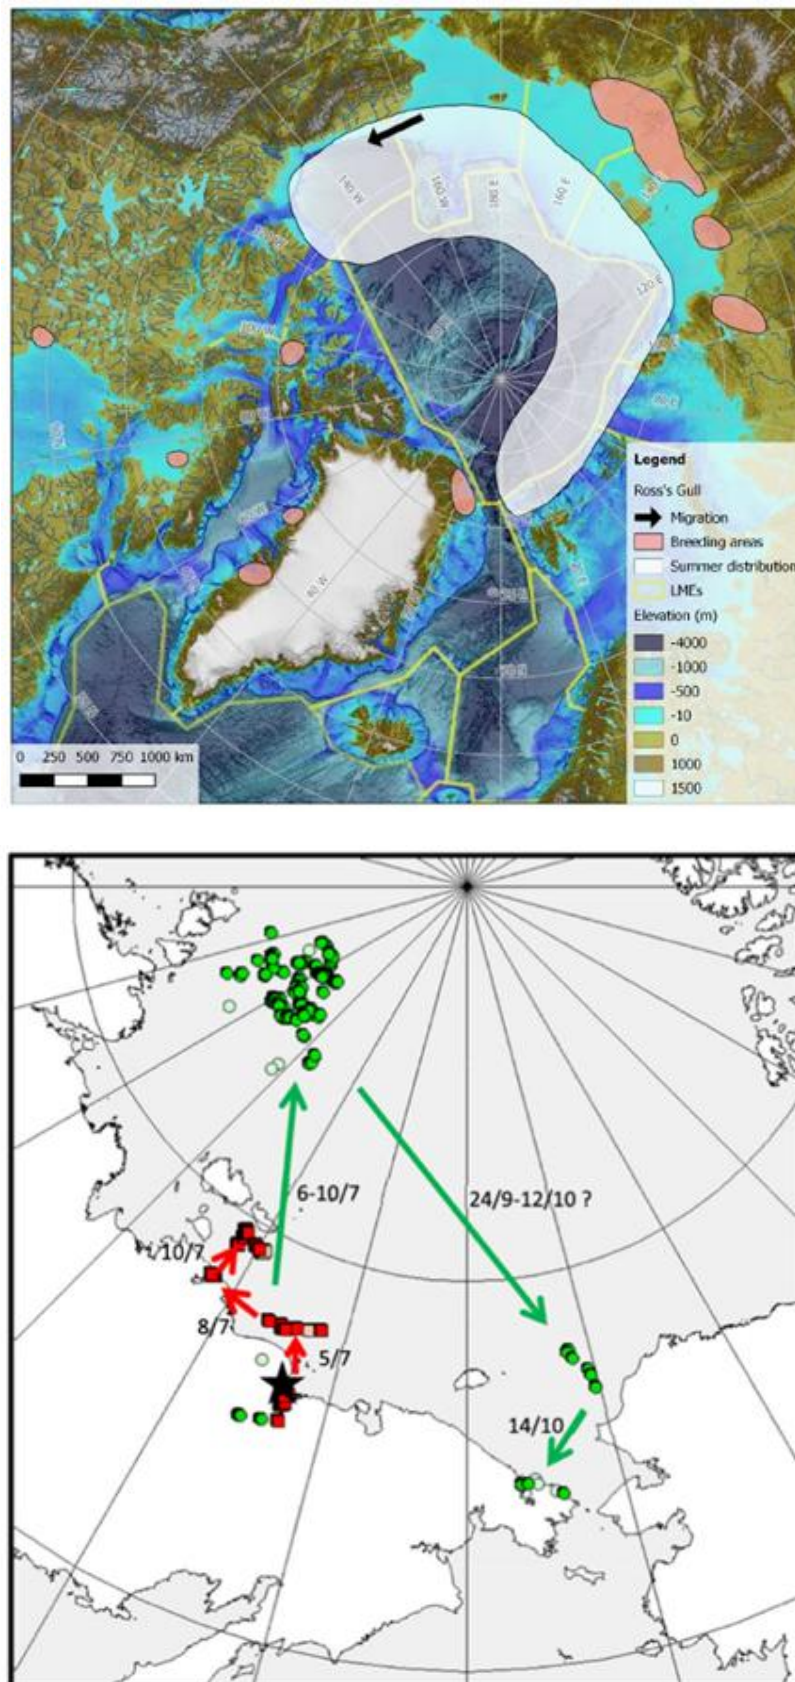 140 W
160 W
180 E
160 E
120 E
80 E
40 W
Legend
Ross's Gull
Migration
Breeding areas
Summer distribution
LMEs
Elevation (m)
-4000
-1000
-500
-10
0
1000
1500
0 250 500 750 1000 km
6-10/7
24/9-12/10 ?
10/7
8/7
5/7
14/10